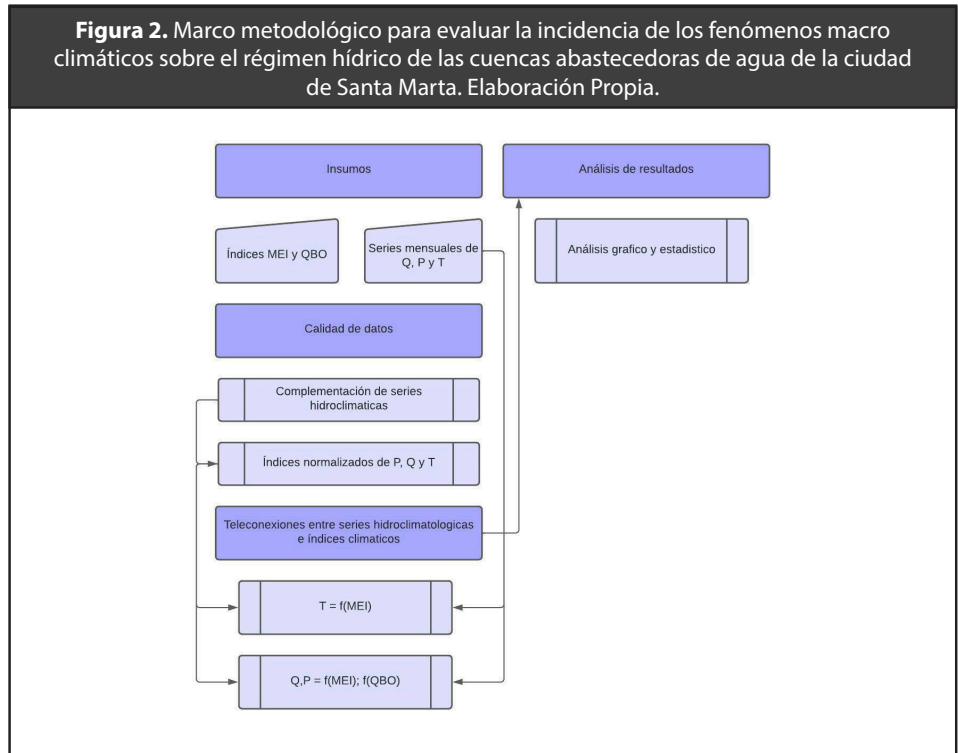 Figura 2. Marco metodológico para evaluar la incidencia de los fenómenos macro
climáticos sobre el régimen hídrico de las cuencas abastecedoras de agua de la ciudad
de Santa Marta. Elaboración Propia.
Insumos
Análisis de resultados
Índices MEI y QBO
Series mensuales de
Q, P y T
Análisis grafico y estadistico
Calidad de datos
Complementación de series
hidroclimaticas
Índices normalizados de P, Q y T
Teleconexiones entre series hidroclimatologicas
e índices climaticos
T = f(MEI)
Q,P = f(MEI); f(QBO)